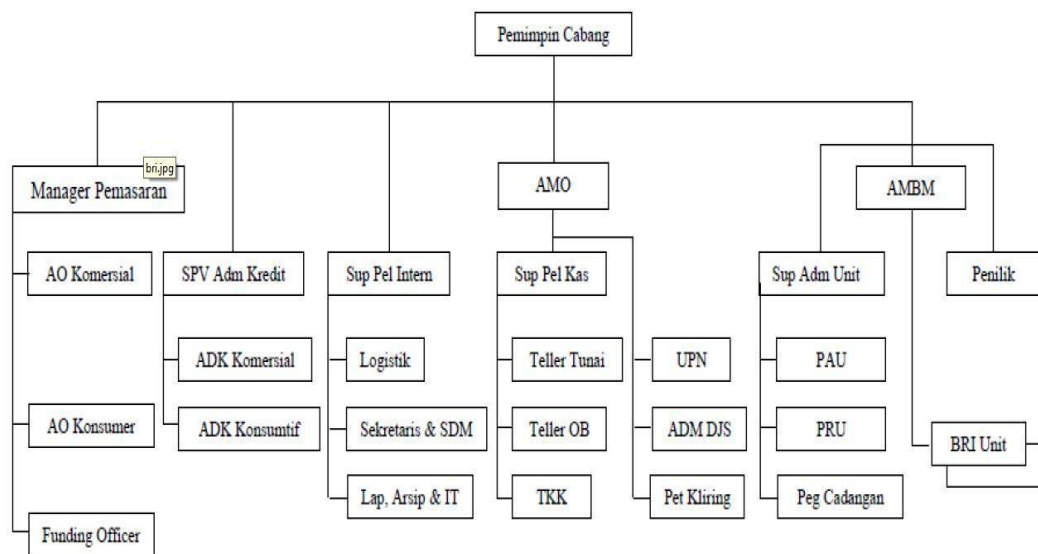 Pemimpin Cabang
bri.jpg
Manager Pemasaran
AMO
AMBM
AO Komersial
SPV Adm Kredit
Sup Pel Intern
Sup Pel Kas
Sup Adm Unit
Penilik
ADK Komersial
Logistik
Teller Tunai
UPN
PAU
AO Konsumer
ADK Konsumtif
Sekretaris & SDM
Teller OB
ADM DJS
PRU
BRI Unit
Lap, Arsip & IT
TKK
Pet Kliring
Peg Cadangan
Funding Officer